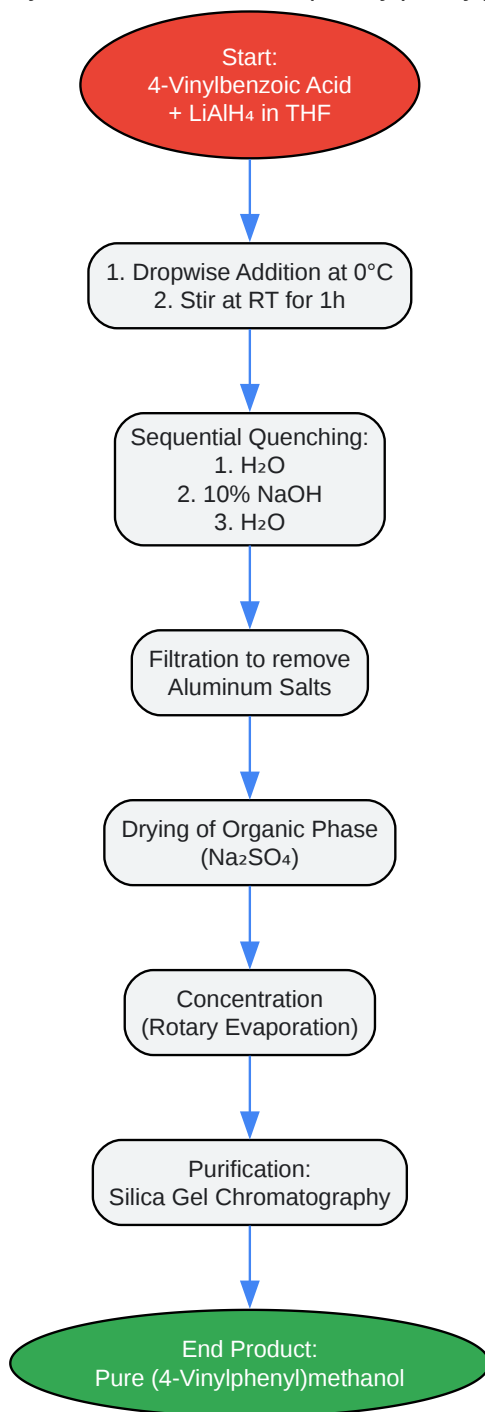 Start:
4-Vinylbenzoic Acid
+ LiAlH₄ in THF
1. Dropwise Addition at 0°C
2. Stir at RT for 1h
Sequential Quenching:
1. H₂O
2. 10% NaOH
3. H₂O
Filtration to remove
Aluminum Salts
Drying of Organic Phase
(Na₂SO₄)
Concentration
(Rotary Evaporation)
Purification:
Silica Gel Chromatography
End Product:
Pure (4-Vinylphenyl)methanol